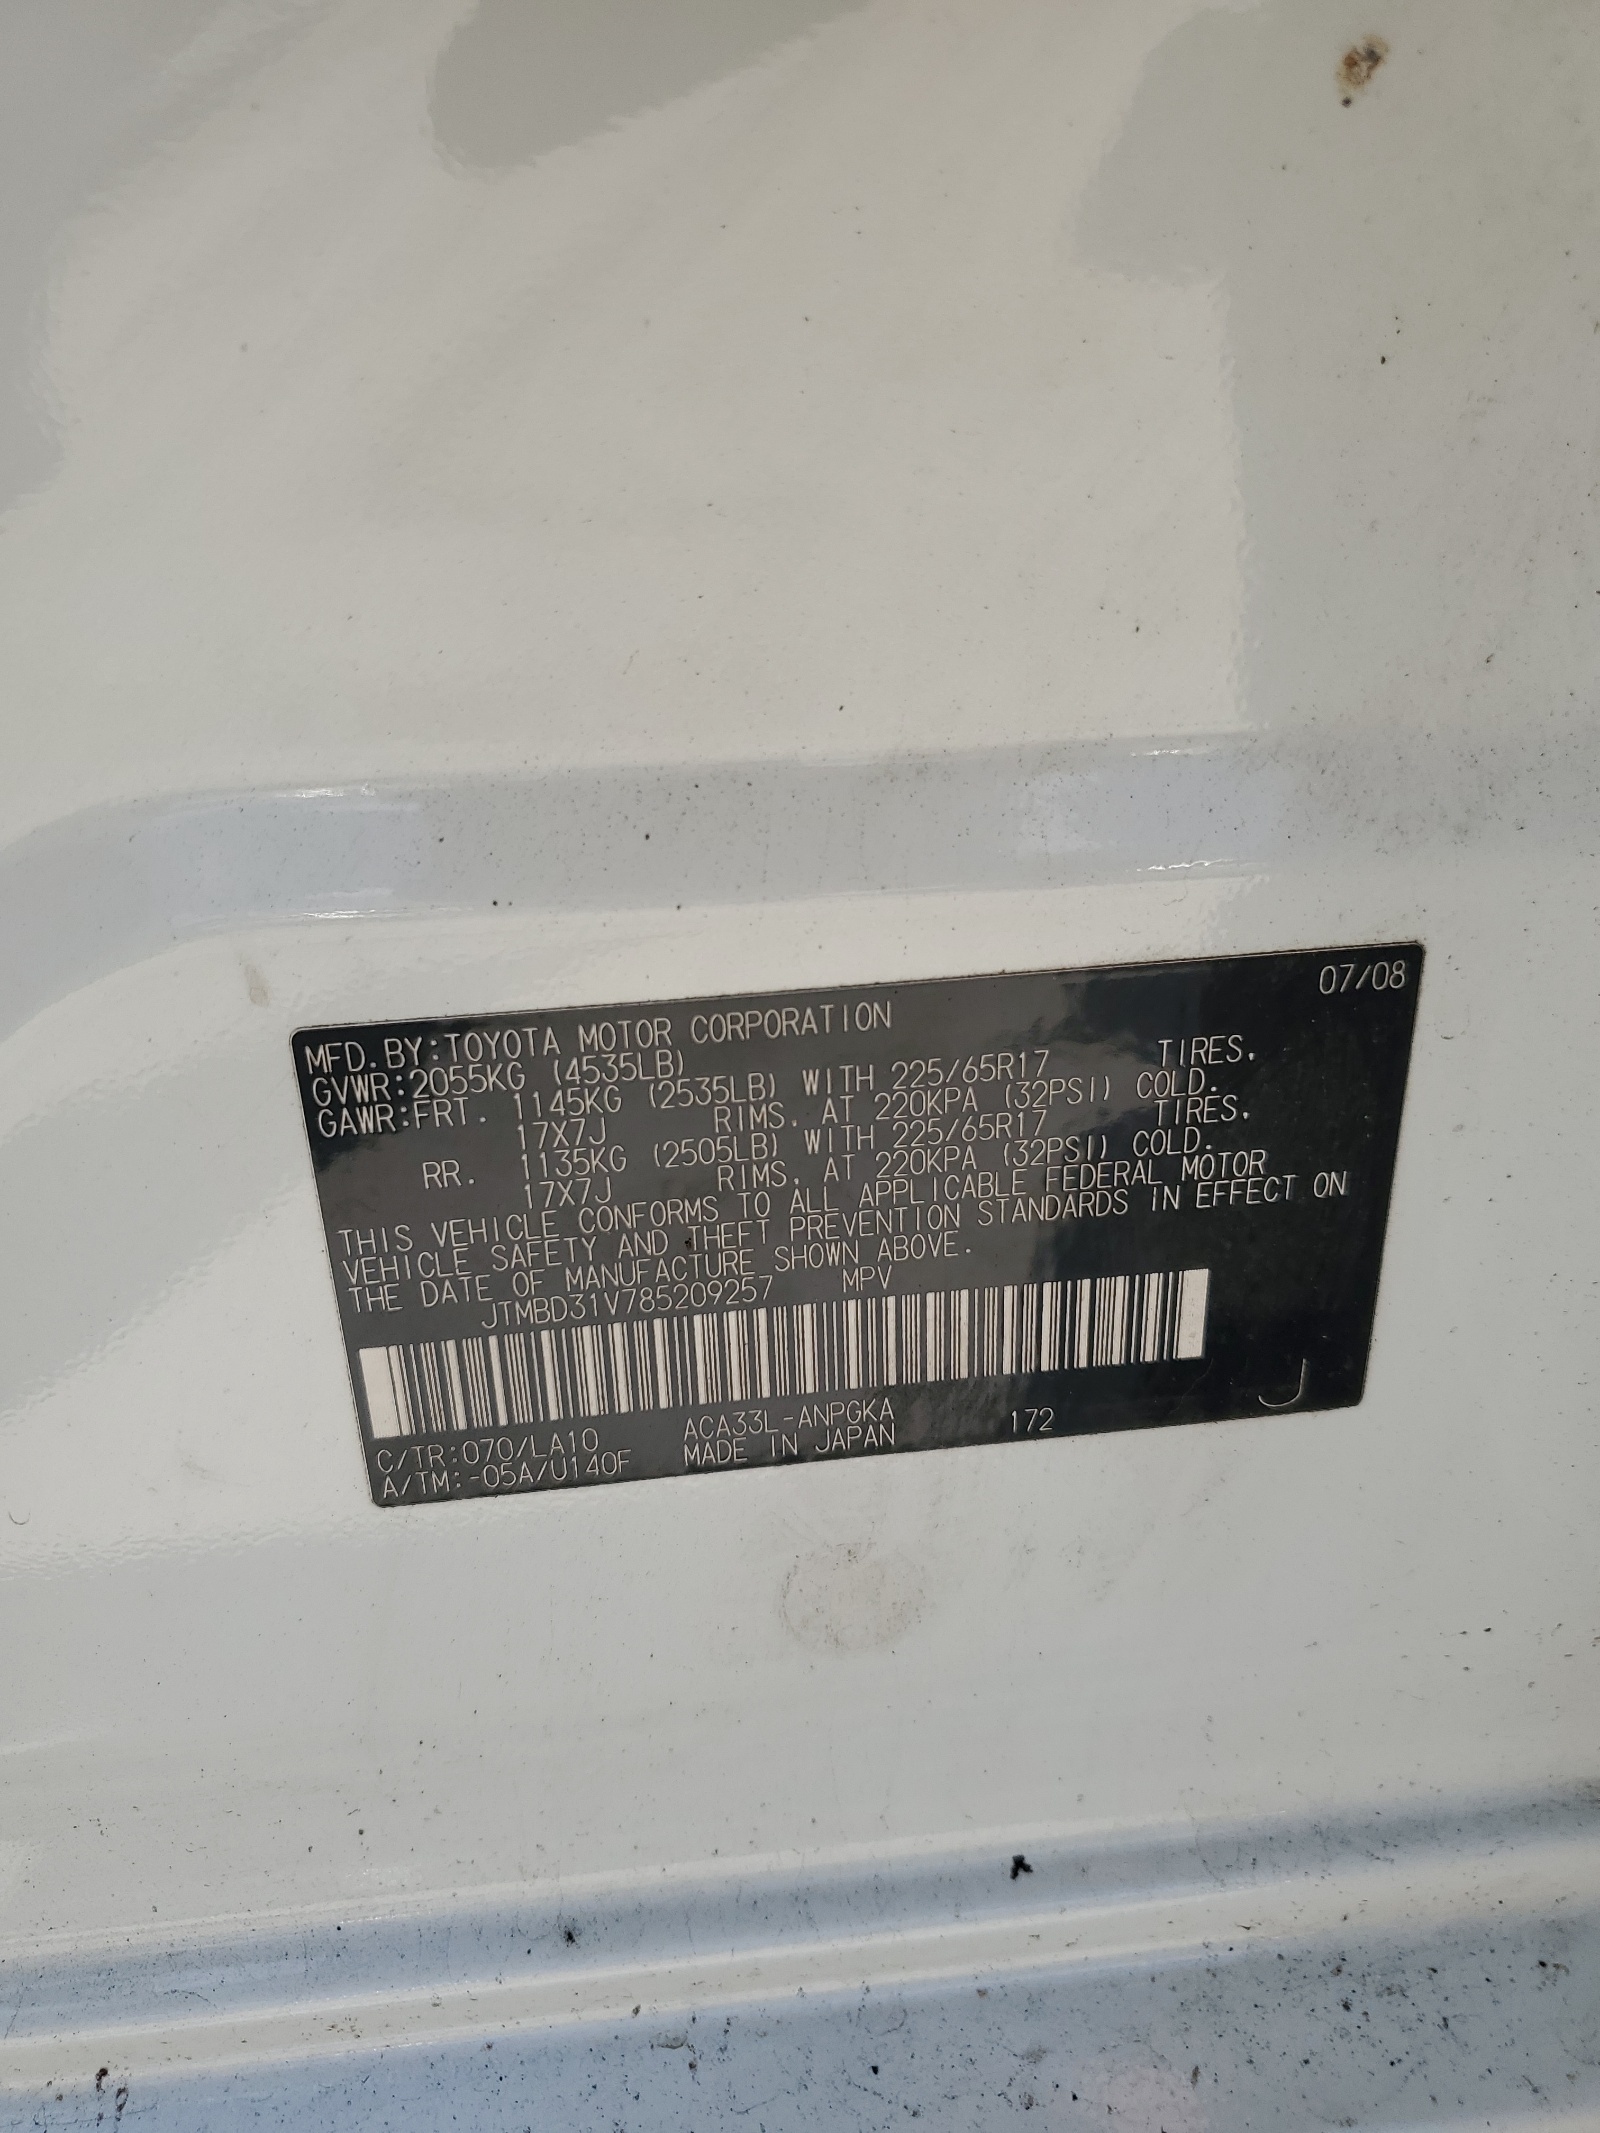 07/08
MFD. BY:TOYOTA MOTOR CORPORATION
GVWR:2055KG (4535LB)
GAWR:FRT. 1145KG (2535LB) WITH 225/65R17 TIRES,
17X7J RIMS, AT 220KPA (32PSI) COLD.
RR. 1135KG (2505LB) WITH 225/65R17 TIRES,
17X7J RIMS, AT 220KPA (32PSI) COLD.
THIS VEHICLE CONFORMS TO ALL APPLICABLE FEDERAL MOTOR
VEHICLE SAFETY AND THEFT PREVENTION STANDARDS IN EFFECT ON
THE DATE OF MANUFACTURE SHOWN ABOVE.
JTMBD31V785209257 MPV
C/TR:070/LA10 ACA33L-ANPGKA 172 J
A/TM:-05A/U140F MADE IN JAPAN